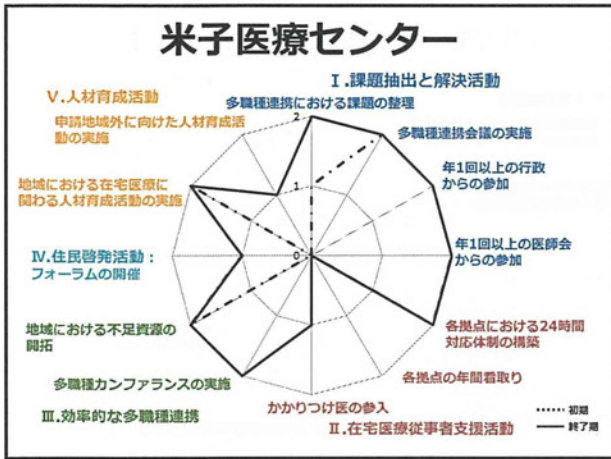 米子医療センター
Ⅰ.課題抽出と解決活動
Ⅴ.人材育成活動
多職種連携における課題の整理
申請地域外に向けた人材育成活
動の実施
2
多職種連携会議の実施
地域における在宅医療に
関わる人材育成活動の実施
1
年1回以上の行政
からの参加
Ⅳ.住民啓発活動：
フォーラムの開催
0
年1回以上の医師会
からの参加
地域における不足資源の
開拓
各拠点における24時間
対応体制の構築
多職種カンファランスの実施
各拠点の年間看取り
かかりつけ医の参入
Ⅲ.効率的な多職種連携
Ⅱ.在宅医療従事者支援活動
初期
終了期